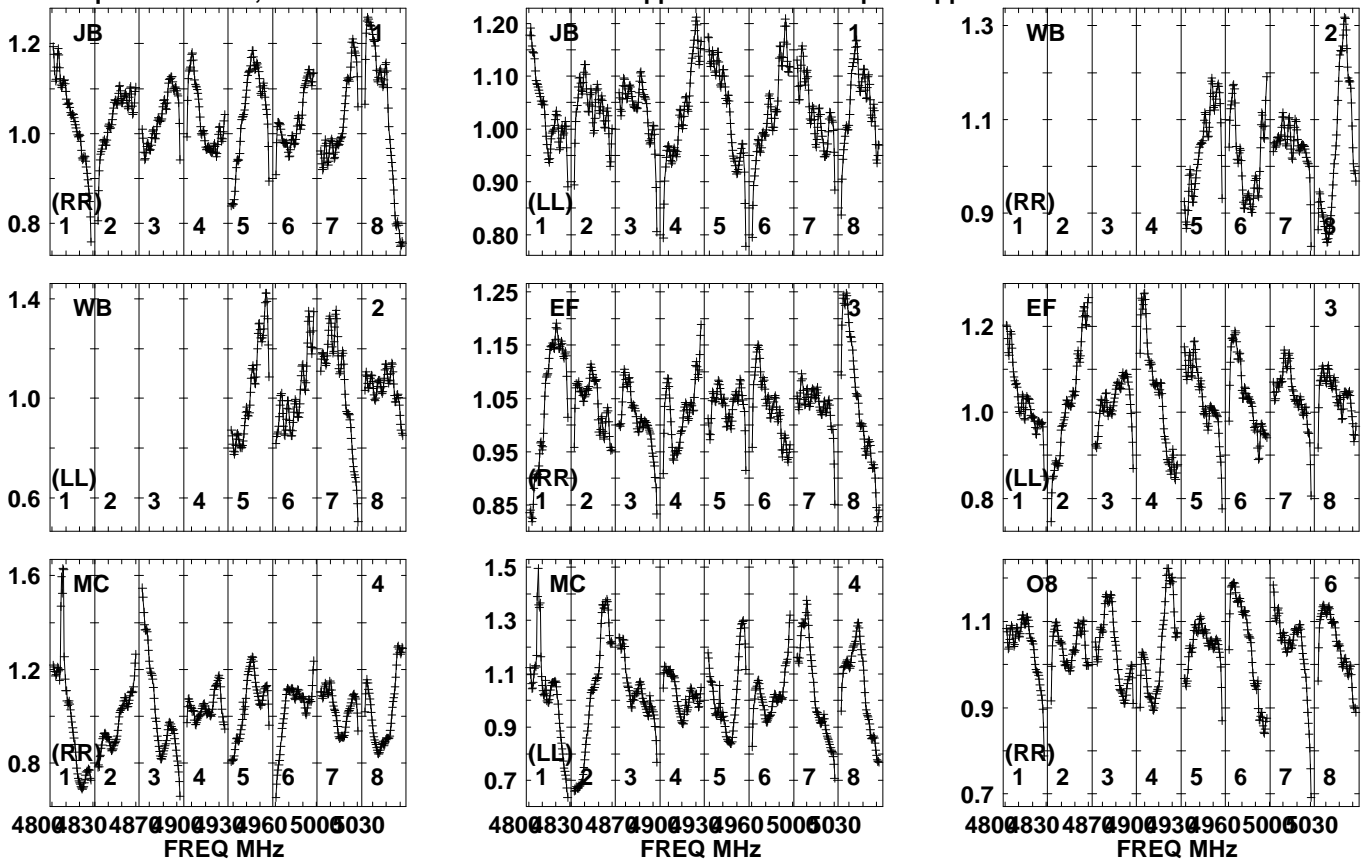 JB 1
1.2
1.0
0.8
(RR)
1 2 3 4 5 6 7 8
JB 1
1.20
1.10
1.00
0.90
0.80
(LL)
1 2 3 4 5 6 7 8
WB 2
1.3
1.1
0.9
(RR)
1 2 3 4 5 6 7 8
WB 2
1.4
1.0
0.6
(LL)
1 2 3 4 5 6 7 8
EF 3
1.25
1.15
1.05
0.95
0.85
(RR)
1 2 3 4 5 6 7 8
EF 3
1.2
1.0
0.8
(LL)
1 2 3 4 5 6 7 8
MC 4
1.6
1.2
0.8
(RR)
1 2 3 4 5 6 7 8
4800 4830 4870 4900 4930 4960 5000 5030
FREQ MHz
MC 4
1.5
1.3
1.1
0.9
0.7
(LL)
1 2 3 4 5 6 7 8
4800 4830 4870 4900 4930 4960 5000 5030
FREQ MHz
O8 6
1.1
0.9
0.7
(RR)
1 2 3 4 5 6 7 8
4800 4830 4870 4900 4930 4960 5000 5030
FREQ MHz